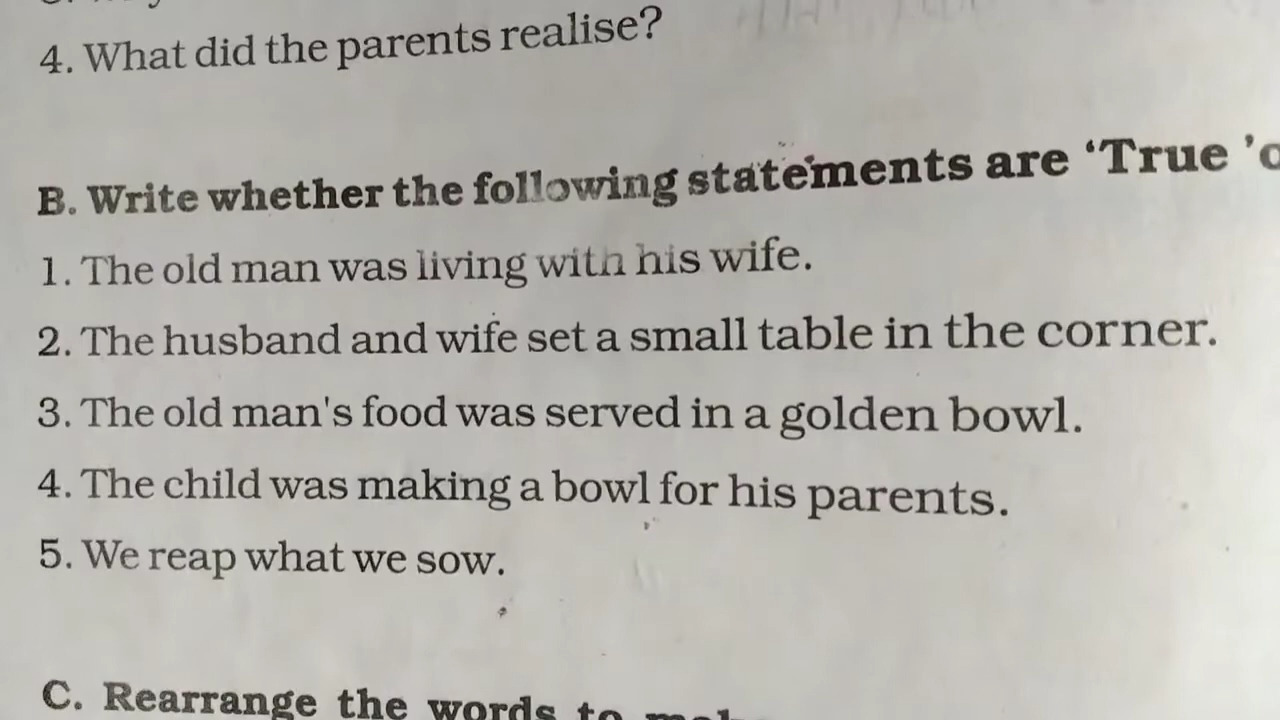 4. What did the parents realise?
B. Write whether the following statements are ‘True ’
1. The old man was living with his wife.
2. The husband and wife set a small table in the corner.
3. The old man's food was served in a golden bowl.
4. The child was making a bowl for his parents.
5. We reap what we sow.
C. Rearrange the words to